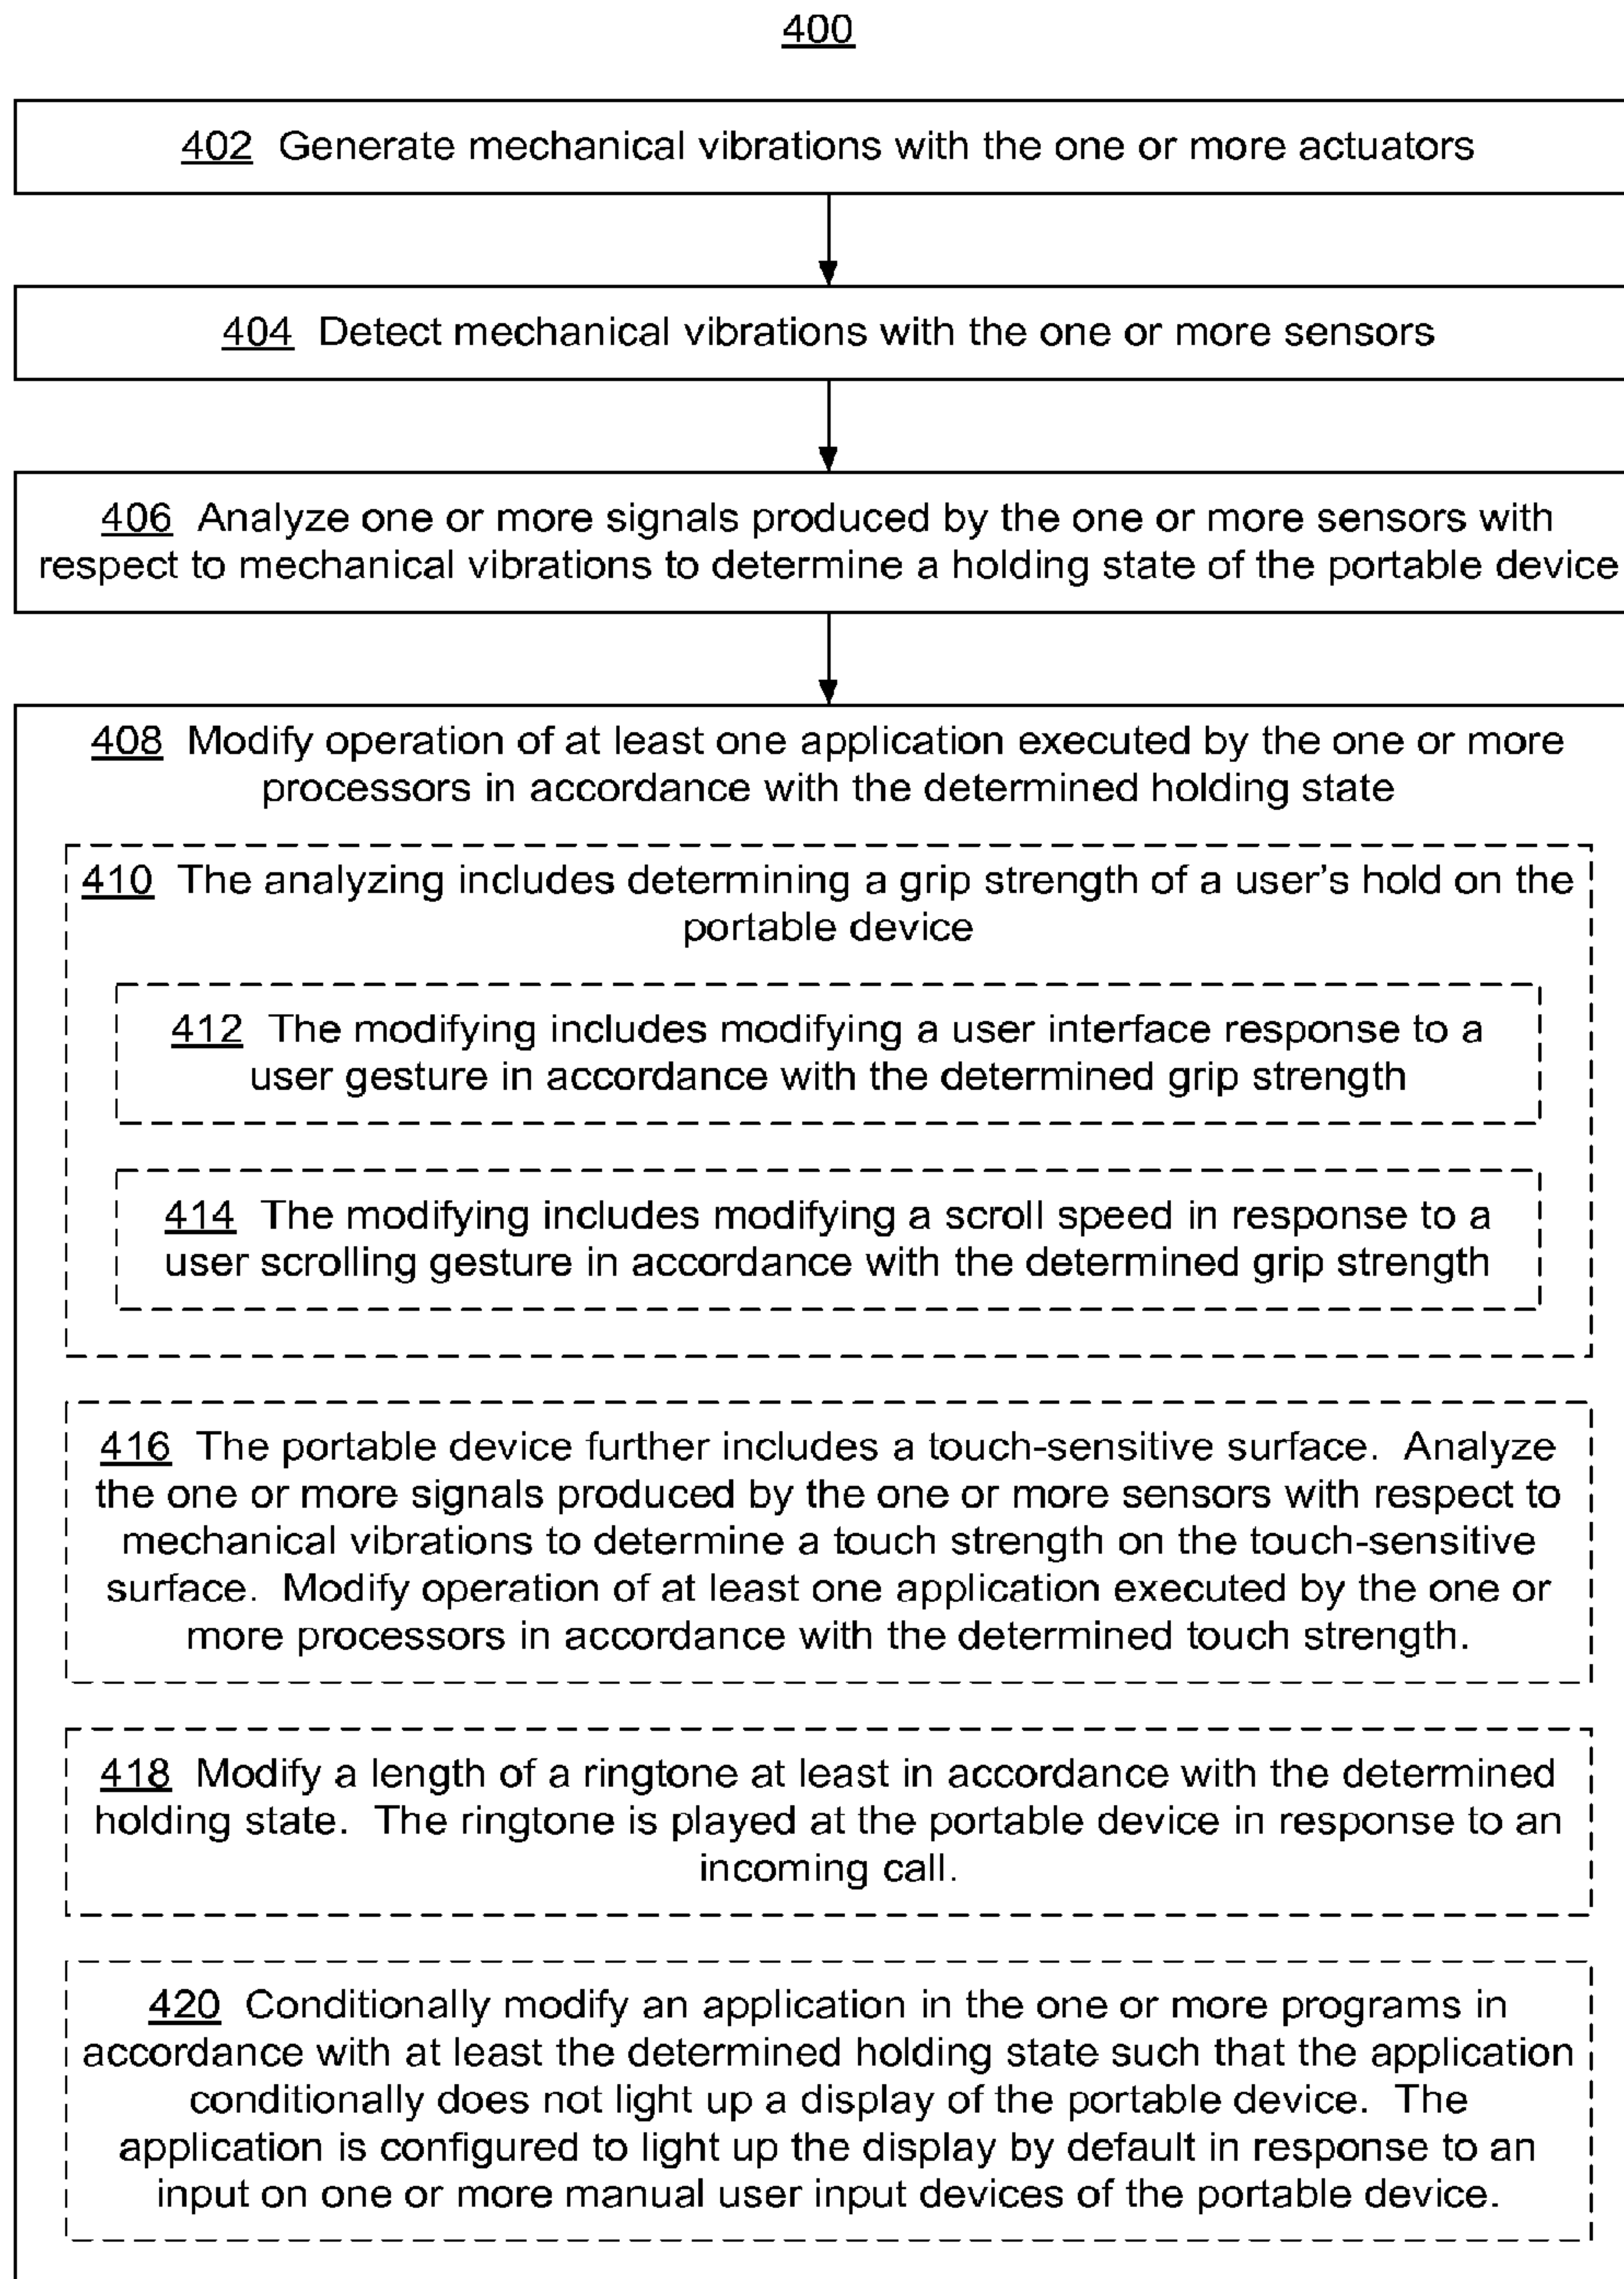 400
402 Generate mechanical vibrations with the one or more actuators
404 Detect mechanical vibrations with the one or more sensors
406 Analyze one or more signals produced by the one or more sensors with
respect to mechanical vibrations to determine a holding state of the portable device
408 Modify operation of at least one application executed by the one or more
processors in accordance with the determined holding state
410 The analyzing includes determining a grip strength of a user's hold on the
portable device
412 The modifying includes modifying a user interface response to a
user gesture in accordance with the determined grip strength
414 The modifying includes modifying a scroll speed in response to a
user scrolling gesture in accordance with the determined grip strength
416 The portable device further includes a touch-sensitive surface. Analyze
the one or more signals produced by the one or more sensors with respect to
mechanical vibrations to determine a touch strength on the touch-sensitive
surface. Modify operation of at least one application executed by the one or
more processors in accordance with the determined touch strength.
418 Modify a length of a ringtone at least in accordance with the determined
holding state. The ringtone is played at the portable device in response to an
incoming call.
420 Conditionally modify an application in the one or more programs in
accordance with at least the determined holding state such that the application
conditionally does not light up a display of the portable device. The
application is configured to light up the display by default in response to an
input on one or more manual user input devices of the portable device.